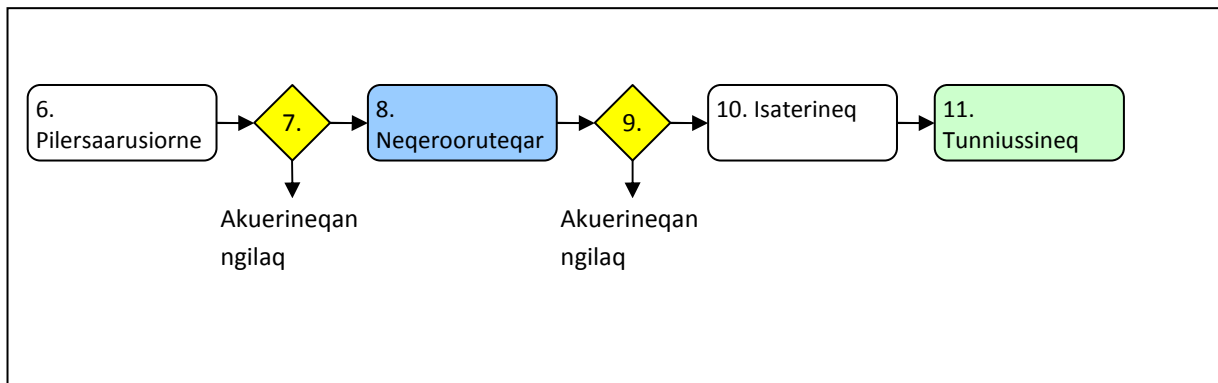 6.
Pilersaarusiorne
7.
8.
Neqerooruteqar
9.
10. Isaterineq
11.
Tunniussineq
Akuerineqan
ngilaq
Akuerineqan
ngilaq